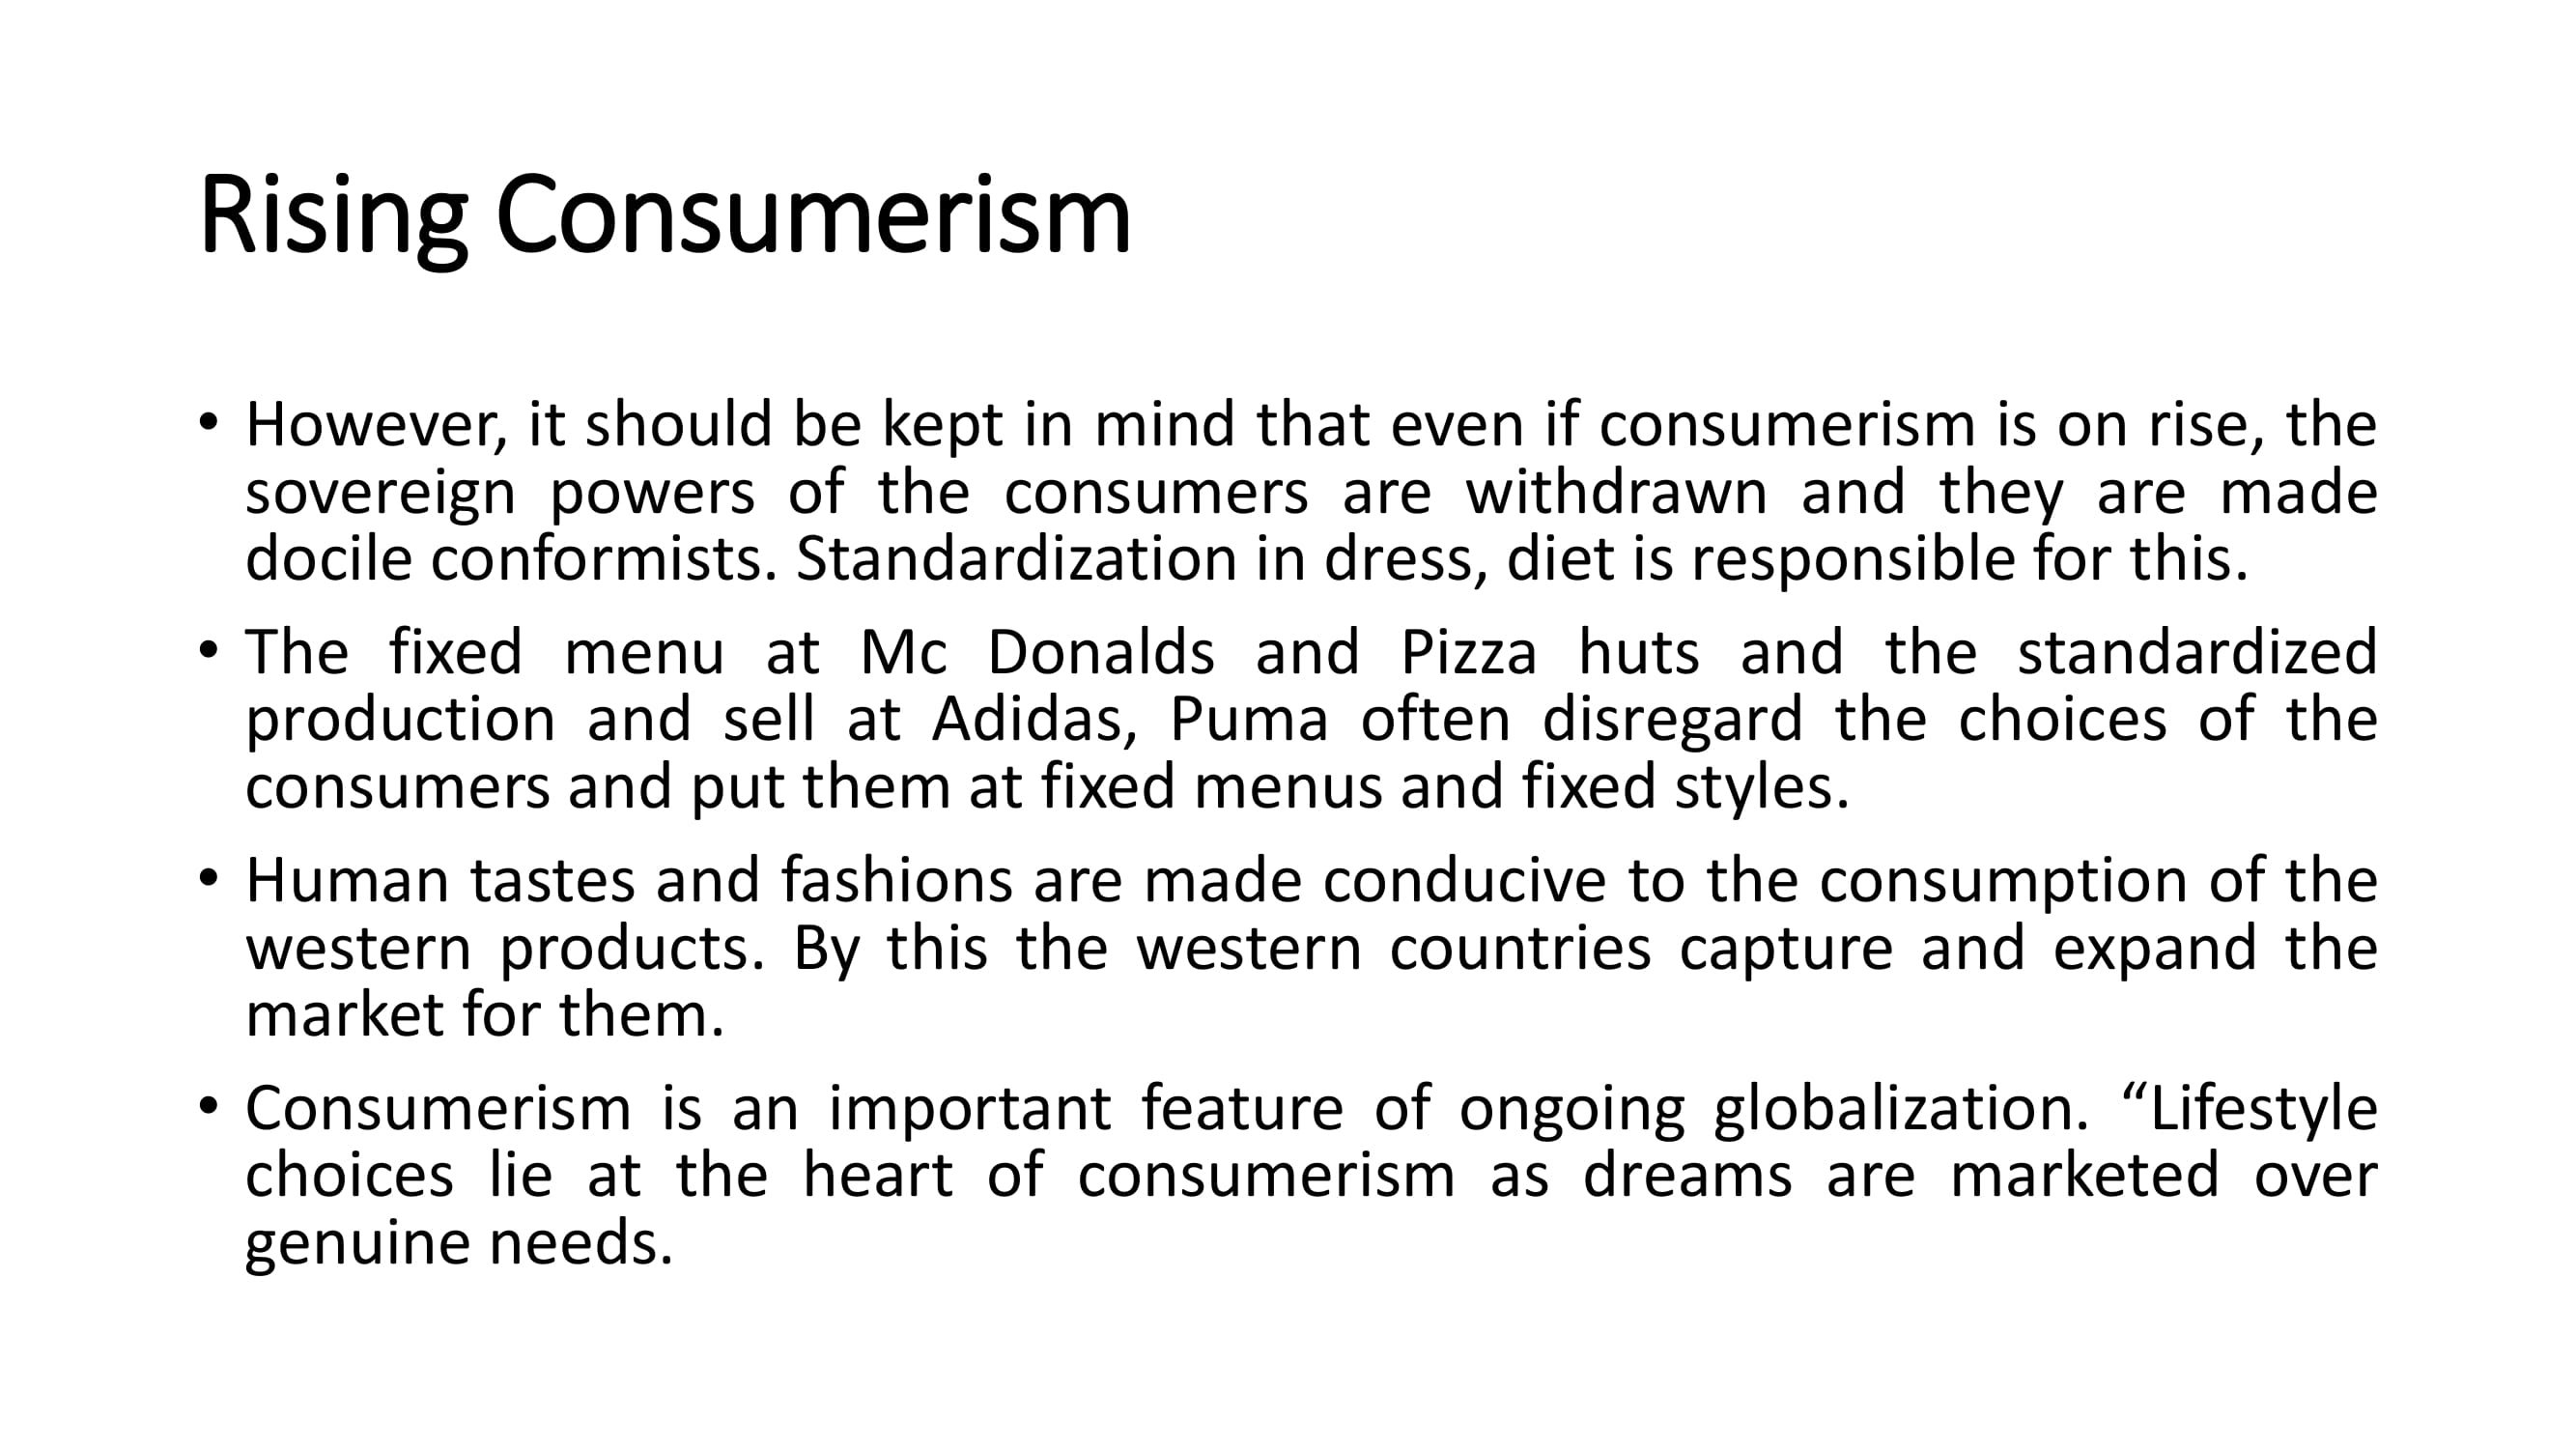 Rising Consumerism
• However, it should be kept in mind that even if consumerism is on rise, the
sovereign powers of the consumers are withdrawn and they are made
docile conformists. Standardization in dress, diet is responsible for this.
• The fixed menu at Mc Donalds and Pizza huts and the standardized
production and sell at Adidas, Puma often disregard the choices of the
consumers and put them at fixed menus and fixed styles.
• Human tastes and fashions are made conducive to the consumption of the
western products. By this the western countries capture and expand the
market for them.
• Consumerism is an important feature of ongoing globalization. “Lifestyle
choices lie at the heart of consumerism as dreams are marketed over
genuine needs.